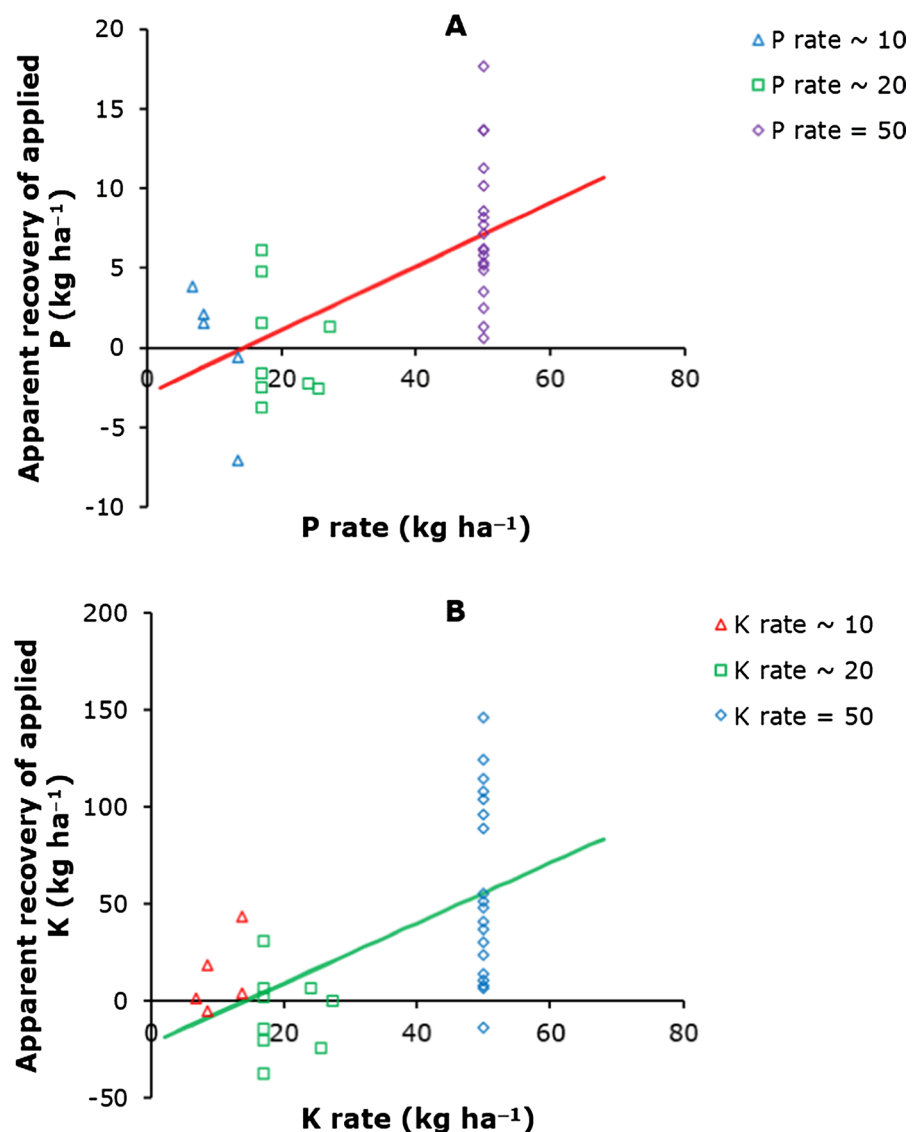 A
20
15
10
5
0
-5
-10
0
20
40
60
80
Apparent recovery of applied
P (kg ha⁻¹)
P rate (kg ha⁻¹)
P rate ~ 10
P rate ~ 20
P rate = 50
B
200
150
100
50
0
-50
0
20
40
60
80
Apparent recovery of applied
K (kg ha⁻¹)
K rate (kg ha⁻¹)
K rate ~ 10
K rate ~ 20
K rate = 50